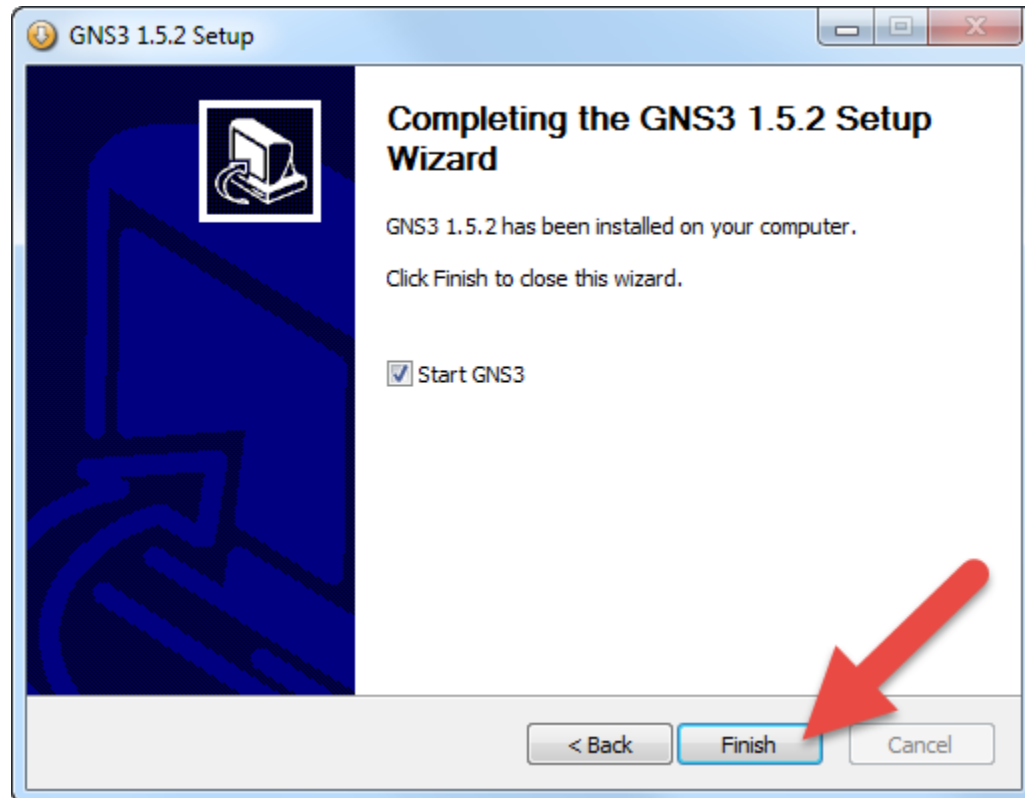 GNS3 1.5.2 Setup
Completing the GNS3 1.5.2 Setup
Wizard
GNS3 1.5.2 has been installed on your computer.
Click Finish to close this wizard.
Start GNS3
< Back Finish Cancel